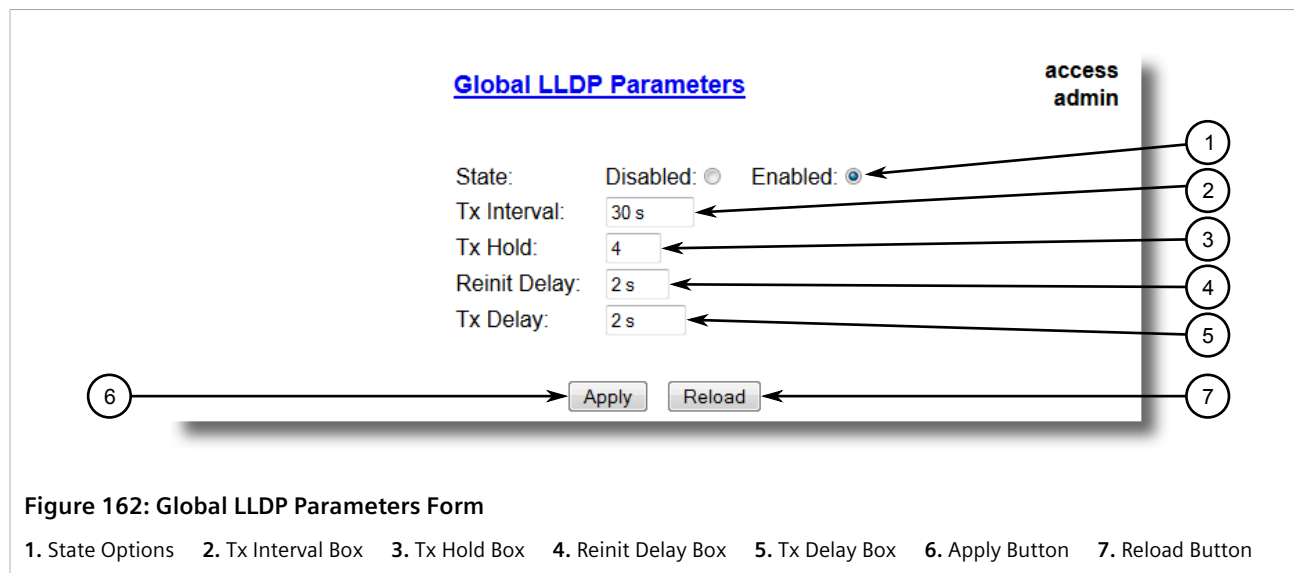 Global LLDP Parameters
access
admin
State: Disabled: Enabled:
1
Tx Interval: 30 s
2
Tx Hold: 4
3
Reinit Delay: 2 s
4
Tx Delay: 2 s
5
6 Apply Reload 7
Figure 162: Global LLDP Parameters Form
1. State Options 2. Tx Interval Box 3. Tx Hold Box 4. Reinit Delay Box 5. Tx Delay Box 6. Apply Button 7. Reload Button